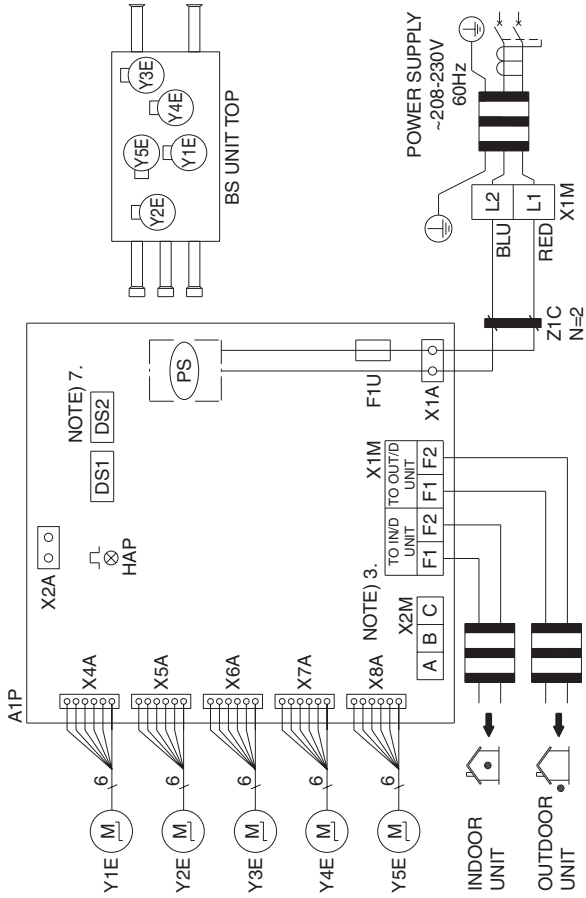 A1P
X2A
HAP
NOTE) 7.
DS1
DS2
PS
F1U
X1A
X4A
X5A
X6A
X7A
X8A
6
6
6
6
6
M
M
M
M
M
Y1E
Y2E
Y3E
Y4E
Y5E
NOTE) 3.
X2M
A B C
X1M
TO IN/D UNIT
TO OUT/D UNIT
F1 F2 F1 F2
INDOOR
UNIT
OUTDOOR
UNIT
Z1C
N=2
BLU
RED
L2
L1
X1M
POWER SUPPLY
~208-230V
60Hz
Y2E
Y5E
Y1E
Y4E
Y3E
BS UNIT TOP